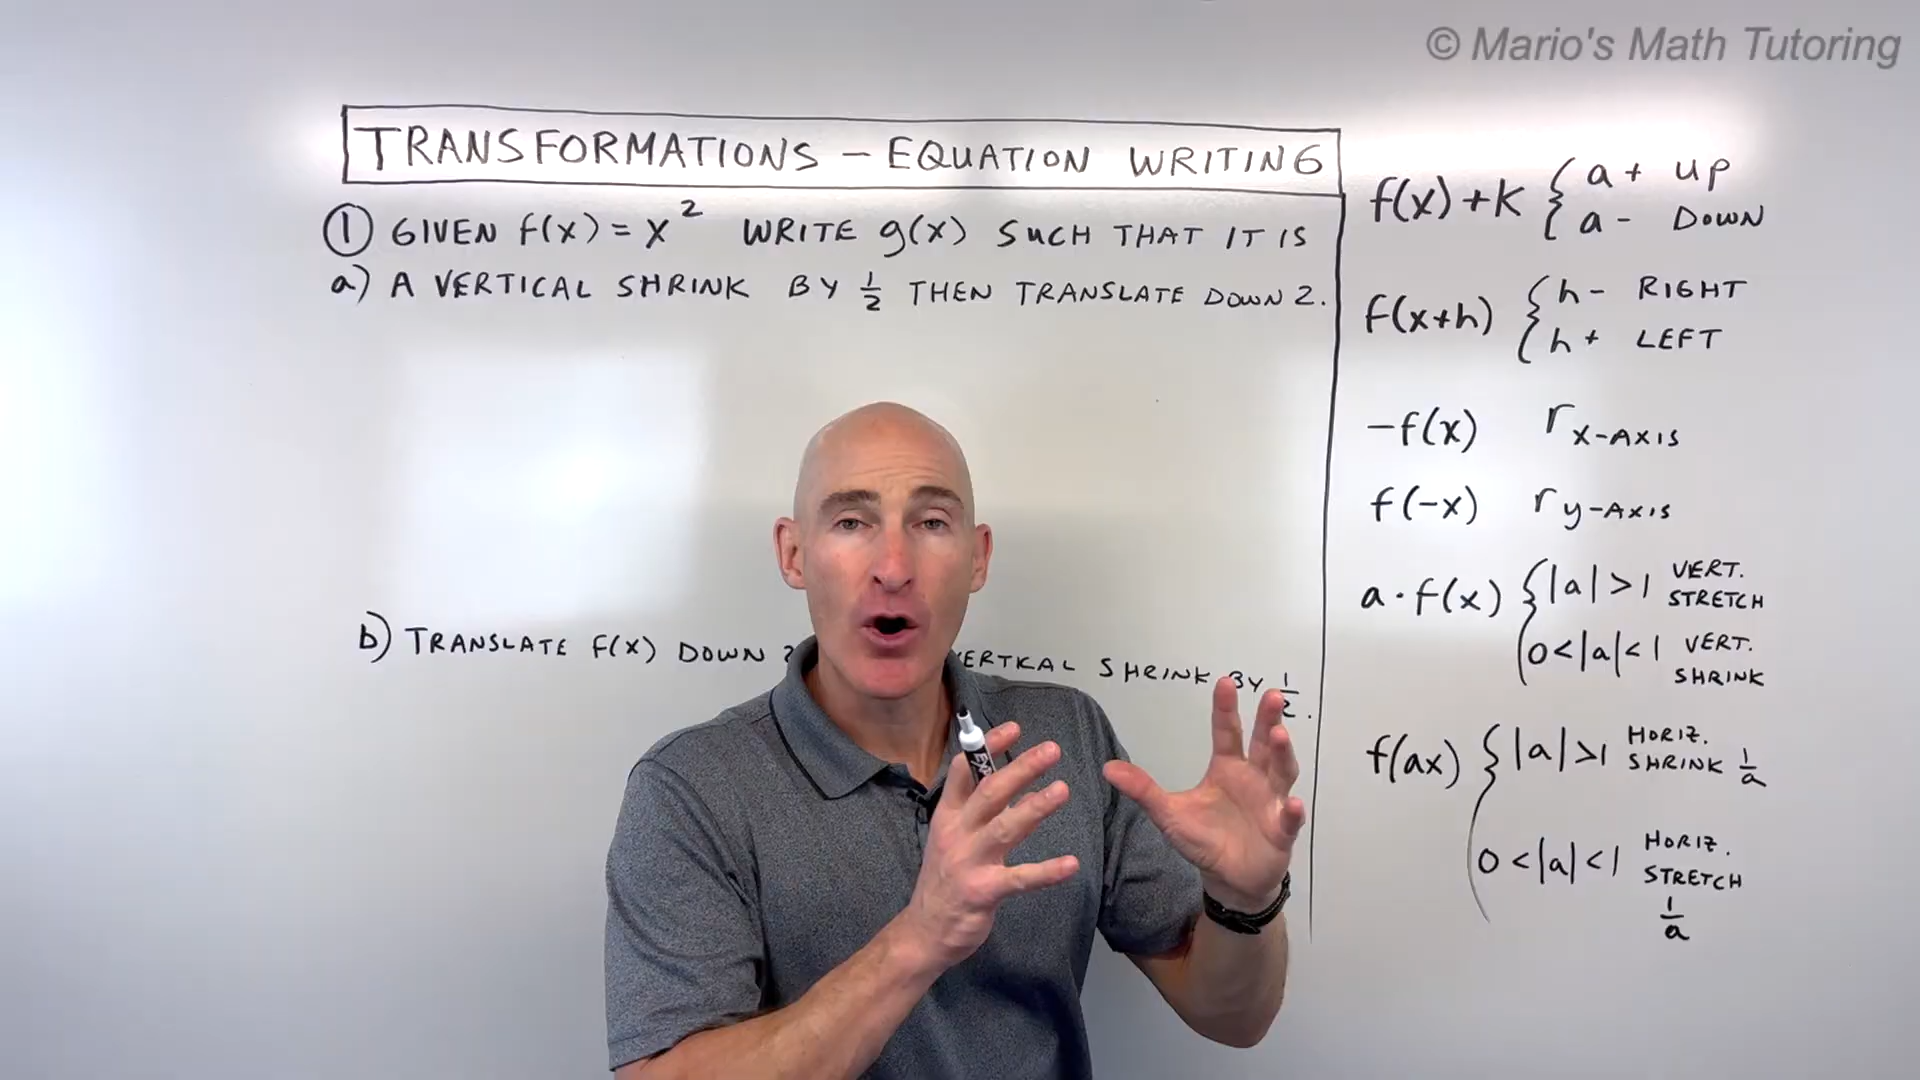 © Mario's Math Tutoring
TRANSFORMATIONS – EQUATION WRITING
① GIVEN f(x) = x² WRITE g(x) SUCH THAT IT IS
a) A VERTICAL SHRINK BY 1/2 THEN TRANSLATE DOWN 2.
b) TRANSLATE f(x) DOWN SHRINK BY 1/2.
f(x) + K { a + UP
a - DOWN
f(x+h) { h - RIGHT
h + LEFT
-f(x) r x-AXIS
f(-x) r y-AXIS
a · f(x) { |a| > 1 VERT. STRETCH
0 < |a| < 1 VERT. SHRINK
f(ax) { |a| > 1 HORIZ. SHRINK 1/a
0 < |a| < 1 HORIZ. STRETCH 1/a